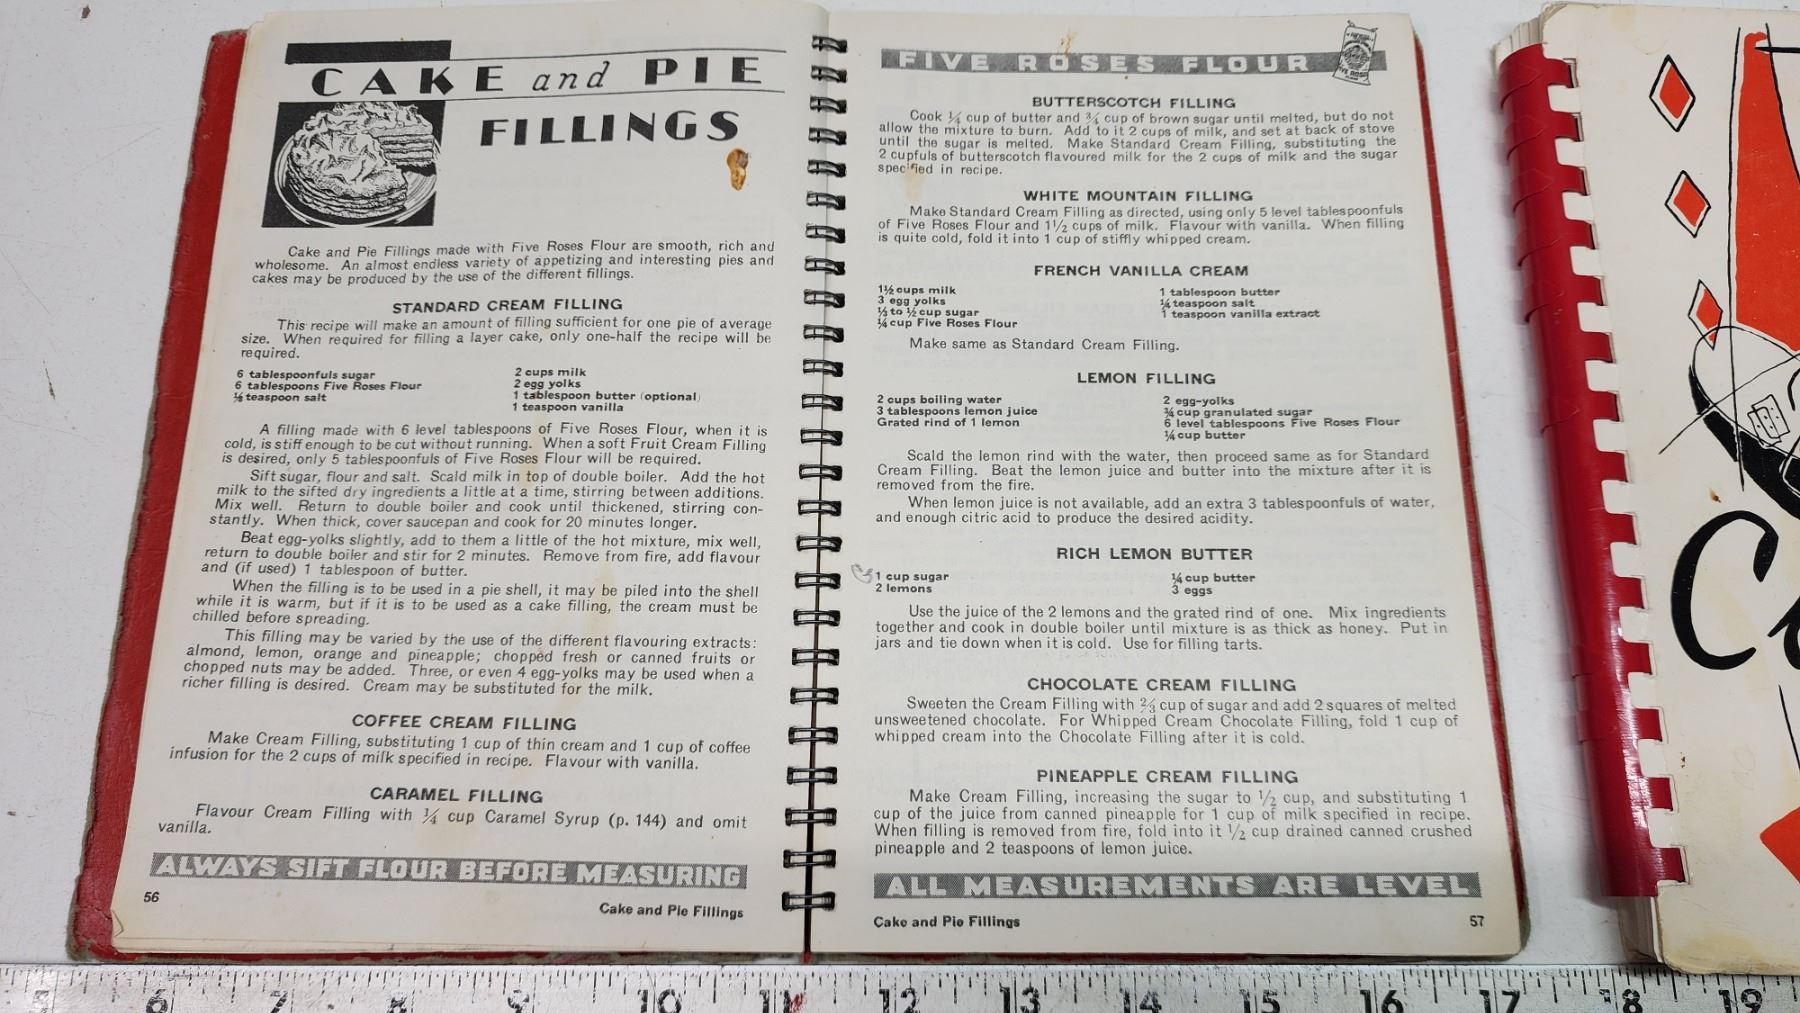 CAKE and PIE
FILLINGS
Cake and Pie Fillings made with Five Roses Flour are smooth, rich and
wholesome. An almost endless variety of appetizing and interesting pies and
cakes may be produced by the use of the different fillings.
STANDARD CREAM FILLING
This recipe will make an amount of filling sufficient for one pie of average
size. When required for filling a layer cake, only one-half the recipe will be
required.
6 tablespoonfuls sugar
6 tablespoons Five Roses Flour
⅛ teaspoon salt
2 cups milk
2 egg yolks
1 tablespoon butter (optional)
1 teaspoon vanilla
A filling made with 6 level tablespoons of Five Roses Flour, when it is
cold, is stiff enough to be cut without running. When a soft Fruit Cream Filling
is desired, only 5 tablespoonfuls of Five Roses Flour will be required.
Sift sugar, flour and salt. Scald milk in top of double boiler. Add the hot
milk to the sifted dry ingredients a little at a time, stirring between additions.
Mix well. Return to double boiler and cook until thickened, stirring con-
stantly. When thick, cover saucepan and cook for 20 minutes longer.
Beat egg-yolks slightly, add to them a little of the hot mixture, mix well,
return to double boiler and stir for 2 minutes. Remove from fire, add flavour
and (if used) 1 tablespoon of butter.
When the filling is to be used in a pie shell, it may be piled into the shell
while it is warm, but if it is to be used as a cake filling, the cream must be
chilled before spreading.
This filling may be varied by the use of the different flavouring extracts:
almond, lemon, orange and pineapple; chopped fresh or canned fruits or
chopped nuts may be added. Three, or even 4 egg-yolks may be used when a
richer filling is desired. Cream may be substituted for the milk.
COFFEE CREAM FILLING
Make Cream Filling, substituting 1 cup of thin cream and 1 cup of coffee
infusion for the 2 cups of milk specified in recipe. Flavour with vanilla.
CARAMEL FILLING
Flavour Cream Filling with ¼ cup Caramel Syrup (p. 144) and omit
vanilla.
ALWAYS SIFT FLOUR BEFORE MEASURING
56
Cake and Pie Fillings
FIVE ROSES FLOUR
BUTTERSCOTCH FILLING
Cook ¼ cup of butter and ¾ cup of brown sugar until melted, but do not
allow the mixture to burn. Add to it 2 cups of milk, and set at back of stove
until the sugar is melted. Make Standard Cream Filling, substituting the
2 cupfuls of butterscotch flavoured milk for the 2 cups of milk and the sugar
specified in recipe.
WHITE MOUNTAIN FILLING
Make Standard Cream Filling as directed, using only 5 level tablespoonfuls
of Five Roses Flour and 1½ cups of milk. Flavour with vanilla. When filling
is quite cold, fold it into 1 cup of stiffly whipped cream.
FRENCH VANILLA CREAM
1½ cups milk
3 egg yolks
⅓ to ½ cup sugar
¼ cup Five Roses Flour
1 tablespoon butter
¼ teaspoon salt
1 teaspoon vanilla extract
Make same as Standard Cream Filling.
LEMON FILLING
2 cups boiling water
3 tablespoons lemon juice
Grated rind of 1 lemon
2 egg-yolks
¾ cup granulated sugar
6 level tablespoons Five Roses Flour
¼ cup butter
Scald the lemon rind with the water, then proceed same as for Standard
Cream Filling. Beat the lemon juice and butter into the mixture after it is
removed from the fire.
When lemon juice is not available, add an extra 3 tablespoonfuls of water,
and enough citric acid to produce the desired acidity.
RICH LEMON BUTTER
1 cup sugar
2 lemons
¼ cup butter
3 eggs
Use the juice of the 2 lemons and the grated rind of one. Mix ingredients
together and cook in double boiler until mixture is as thick as honey. Put in
jars and tie down when it is cold. Use for filling tarts.
CHOCOLATE CREAM FILLING
Sweeten the Cream Filling with ⅔ cup of sugar and add 2 squares of melted
unsweetened chocolate. For Whipped Cream Chocolate Filling, fold 1 cup of
whipped cream into the Chocolate Filling after it is cold.
PINEAPPLE CREAM FILLING
Make Cream Filling, increasing the sugar to ½ cup, and substituting 1
cup of the juice from canned pineapple for 1 cup of milk specified in recipe.
When filling is removed from fire, fold into it ½ cup drained canned crushed
pineapple and 2 teaspoons of lemon juice.
ALL MEASUREMENTS ARE LEVEL
Cake and Pie Fillings
57
5 6 7 8 9 10 11 12 13 14 15 16 17 18 19